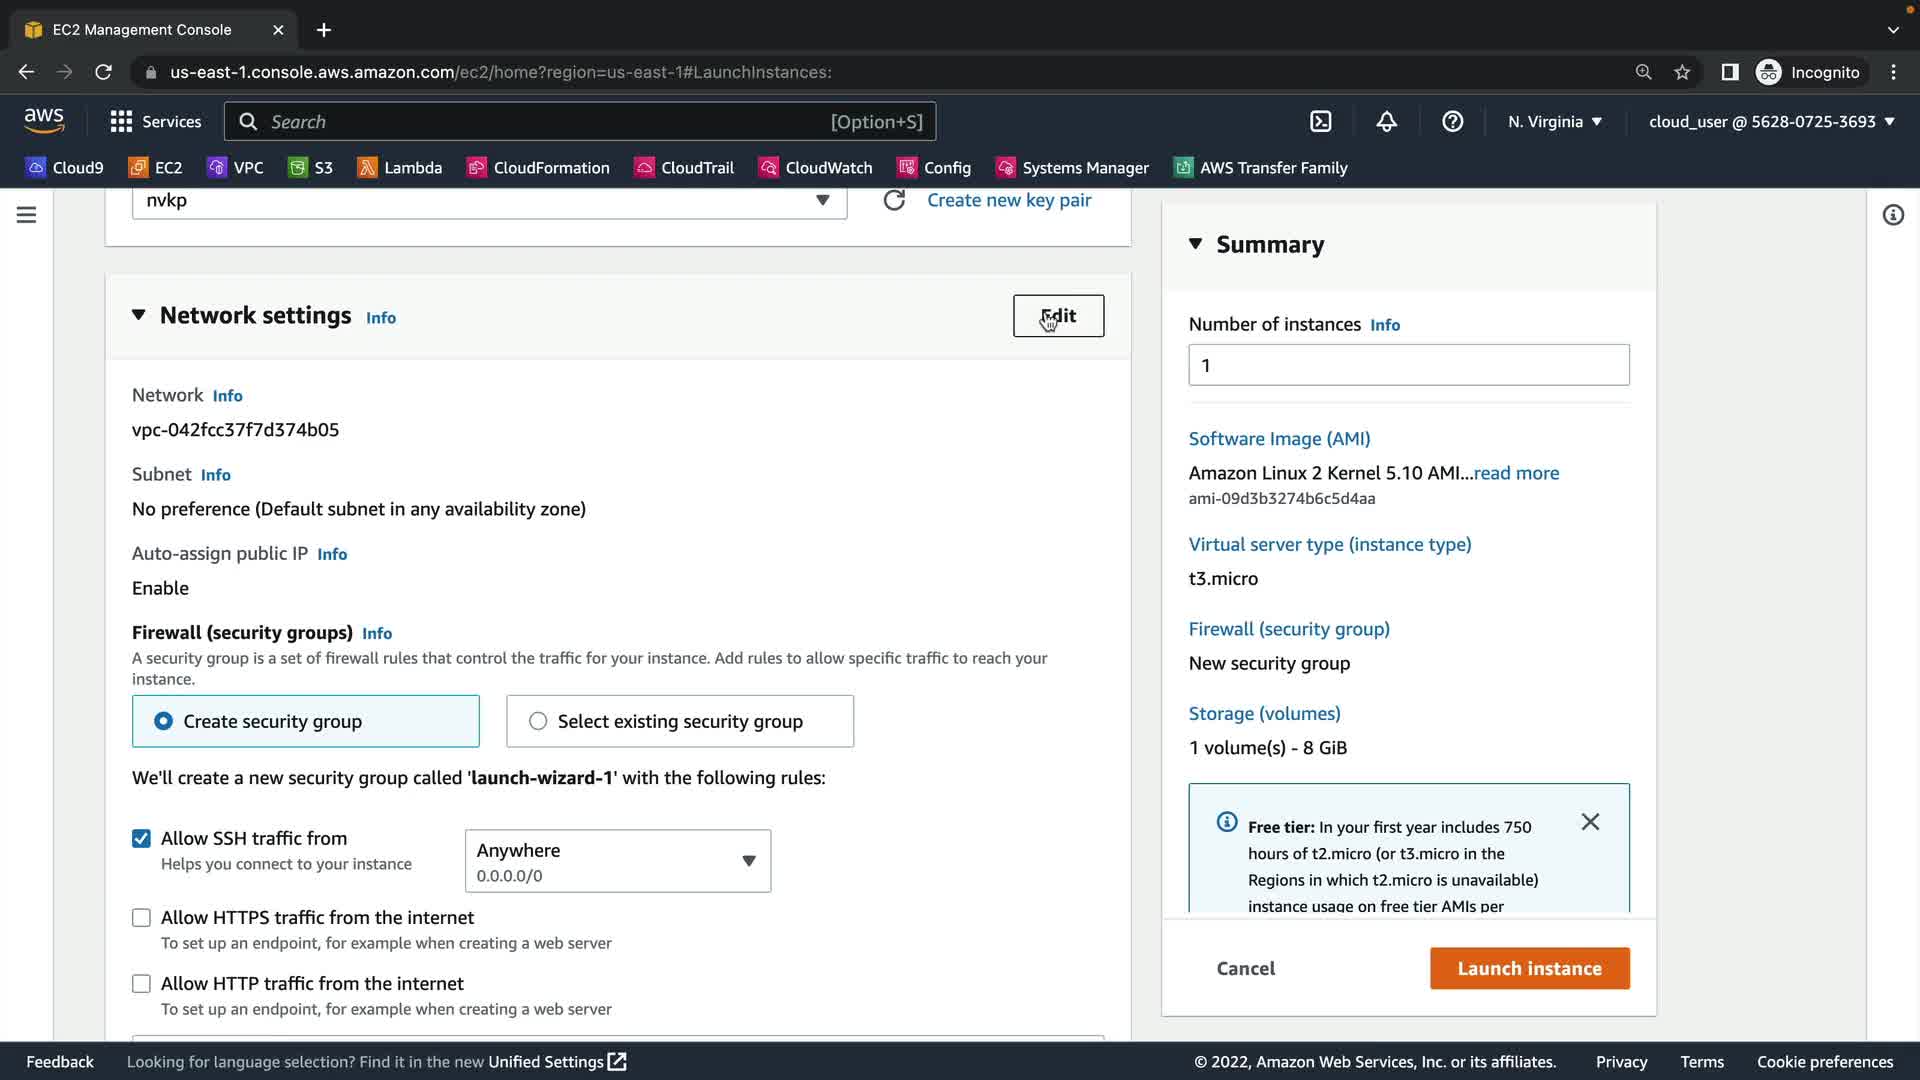 EC2 Management Console
us-east-1.console.aws.amazon.com/ec2/home?region=us-east-1#LaunchInstances:
Incognito
aws
Services
Search
[Option+S]
N. Virginia
cloud_user @ 5628-0725-3693
Cloud9
EC2
VPC
S3
Lambda
CloudFormation
CloudTrail
CloudWatch
Config
Systems Manager
AWS Transfer Family
nvkp
Create new key pair
Network settings Info
Edit
Network Info
vpc-042fcc37f7d374b05
Subnet Info
No preference (Default subnet in any availability zone)
Auto-assign public IP Info
Enable
Firewall (security groups) Info
A security group is a set of firewall rules that control the traffic for your instance. Add rules to allow specific traffic to reach your
instance.
Create security group
Select existing security group
We'll create a new security group called 'launch-wizard-1' with the following rules:
Allow SSH traffic from
Helps you connect to your instance
Anywhere
0.0.0.0/0
Allow HTTPS traffic from the internet
To set up an endpoint, for example when creating a web server
Allow HTTP traffic from the internet
To set up an endpoint, for example when creating a web server
Summary
Number of instances Info
1
Software Image (AMI)
Amazon Linux 2 Kernel 5.10 AMI...read more
ami-09d3b3274b6c5d4aa
Virtual server type (instance type)
t3.micro
Firewall (security group)
New security group
Storage (volumes)
1 volume(s) - 8 GiB
Free tier: In your first year includes 750
hours of t2.micro (or t3.micro in the
Regions in which t2.micro is unavailable)
instance usage on free tier AMIs per
Cancel
Launch instance
Feedback
Looking for language selection? Find it in the new Unified Settings
© 2022, Amazon Web Services, Inc. or its affiliates.
Privacy
Terms
Cookie preferences